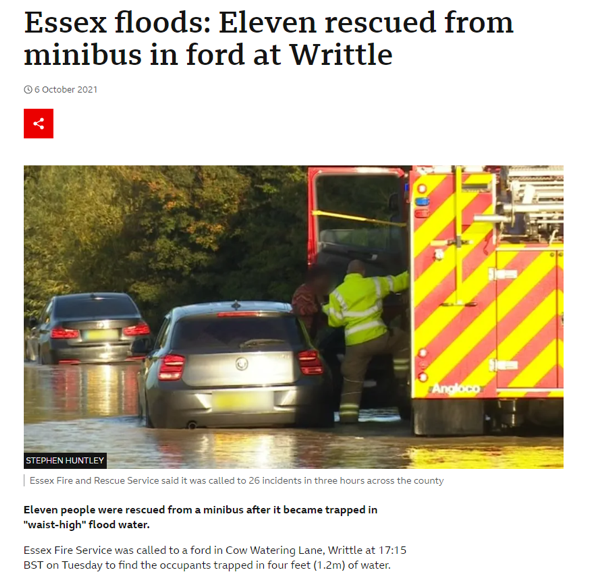 Essex floods: Eleven rescued from
minibus in ford at Writtle
6 October 2021
Angloco
STEPHEN HUNTLEY
Essex Fire and Rescue Service said it was called to 26 incidents in three hours across the county
Eleven people were rescued from a minibus after it became trapped in
"waist-high" flood water.
Essex Fire Service was called to a ford in Cow Watering Lane, Writtle at 17:15
BST on Tuesday to find the occupants trapped in four feet (1.2m) of water.